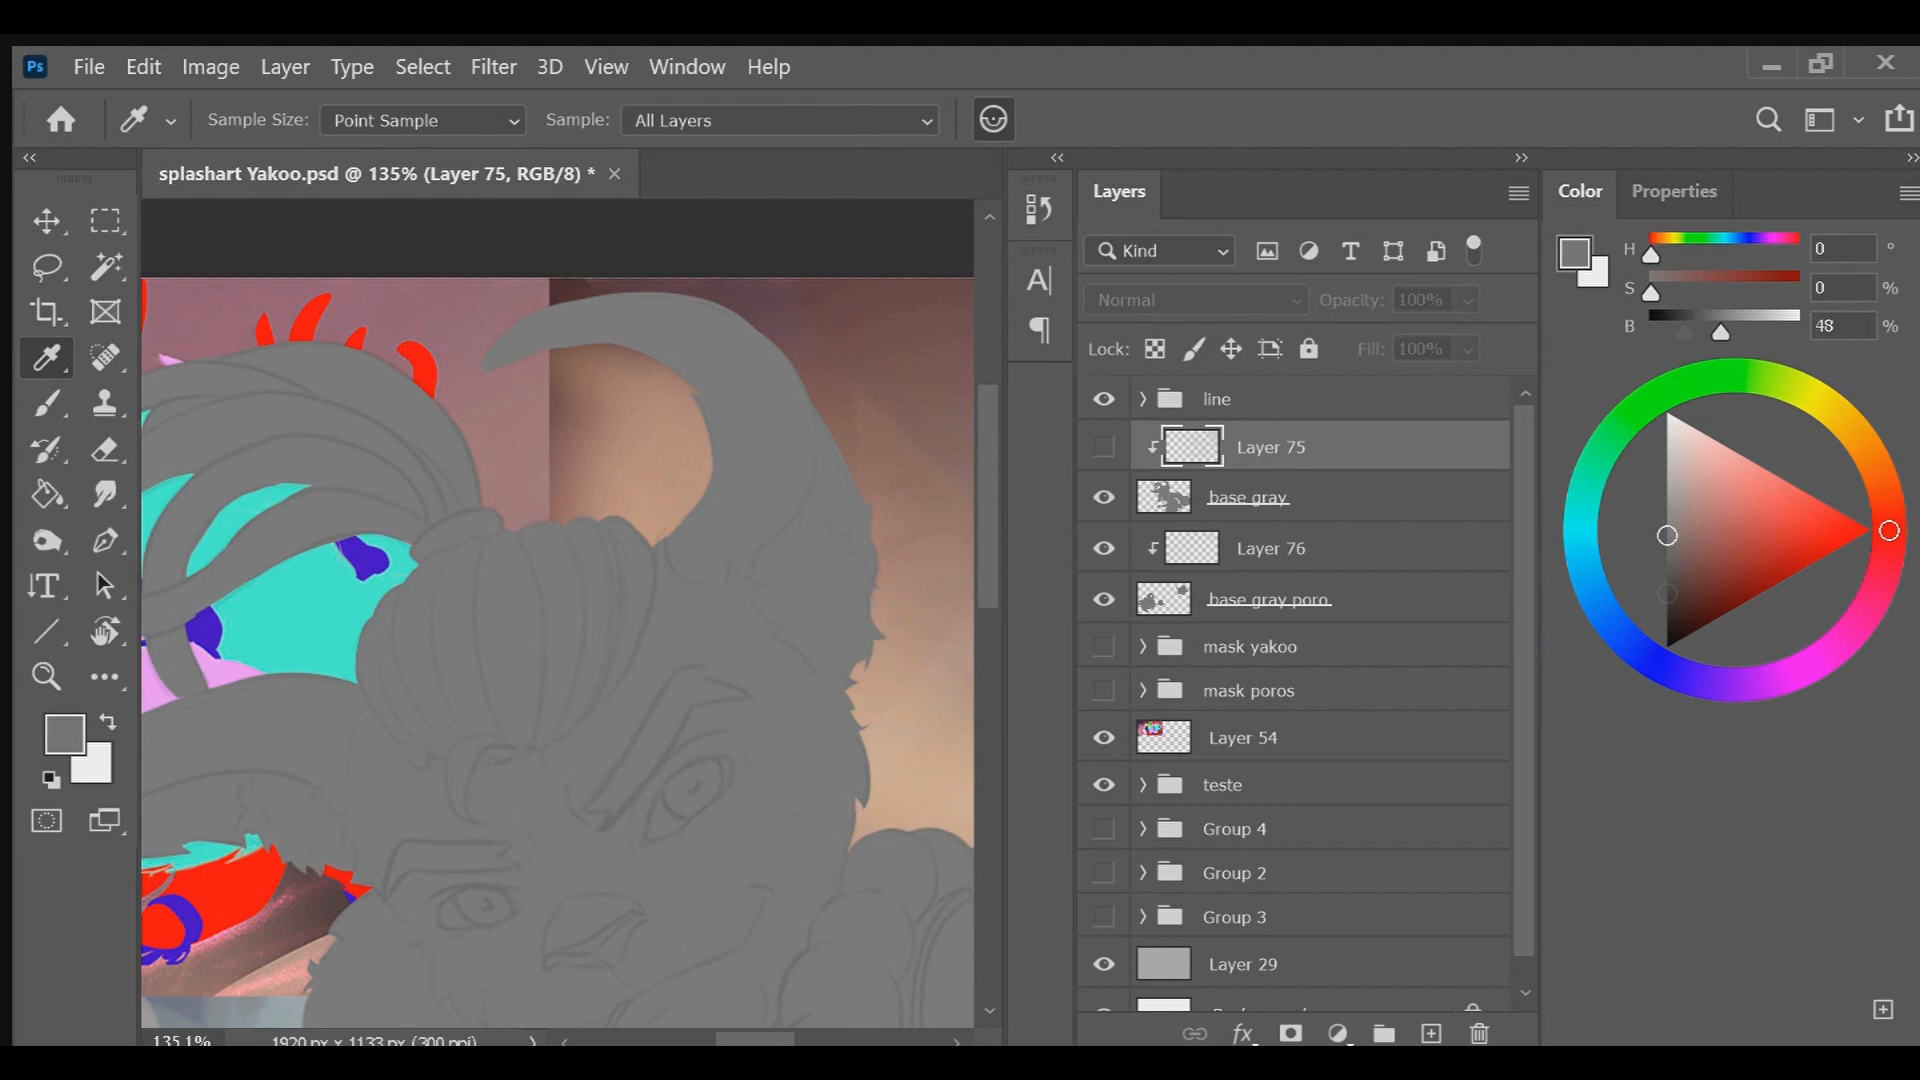 Ps File Edit Image Layer Type Select Filter 3D View Window Help
Sample Size: Point Sample Sample: All Layers
splashart Yakoo.psd @ 135% (Layer 75, RGB/8) *
Layers
Color Properties
Kind
H 0 °
S 0 %
B 48 %
Normal Opacity: 100%
Lock: Fill: 100%
line
Layer 75
base gray
Layer 76
base gray poro
mask yakoo
mask poros
Layer 54
teste
Group 4
Group 2
Group 3
Layer 29
135.1% 1920 px x 1133 px (300 ppi)
fx